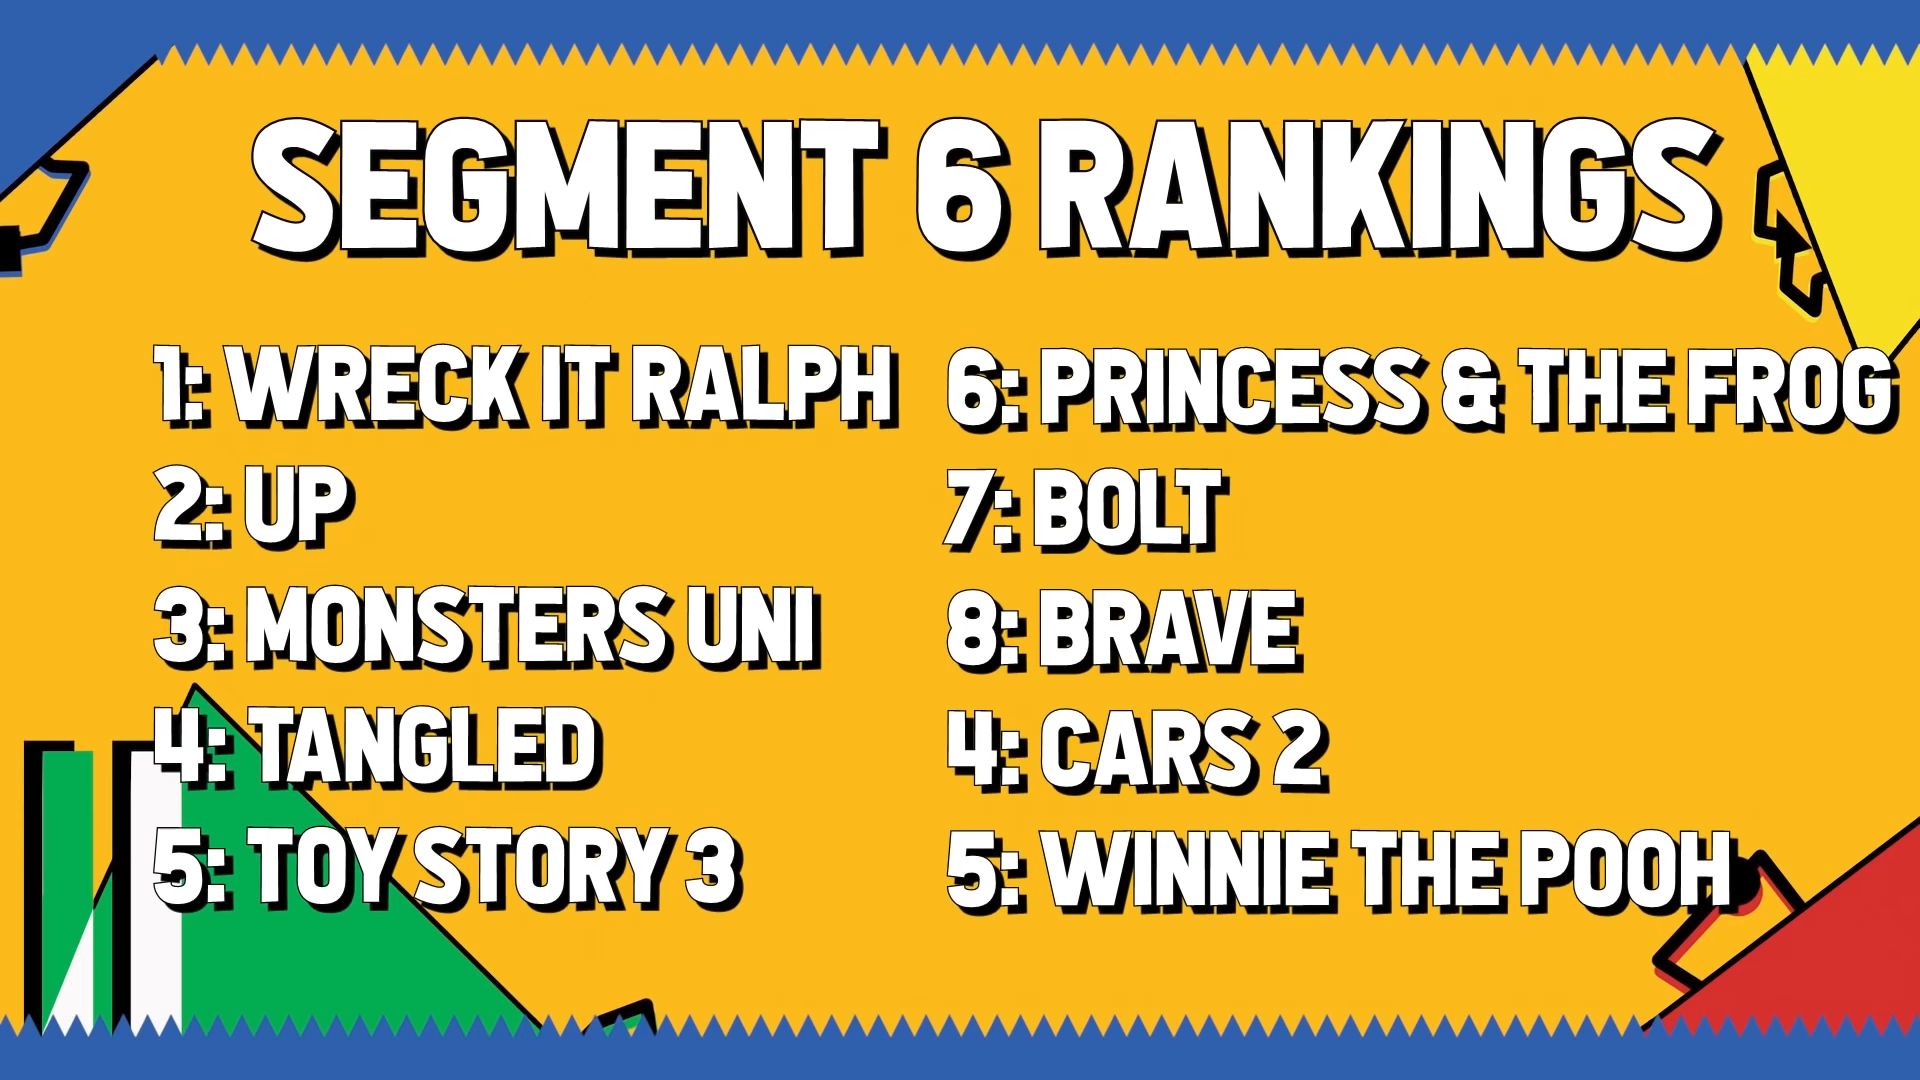 SEGMENT 6 RANKINGS
1: WRECK IT RALPH
2: UP
3: MONSTERS UNI
4: TANGLED
5: TOY STORY 3
6: PRINCESS & THE FROG
7: BOLT
8: BRAVE
4: CARS 2
5: WINNIE THE POOH